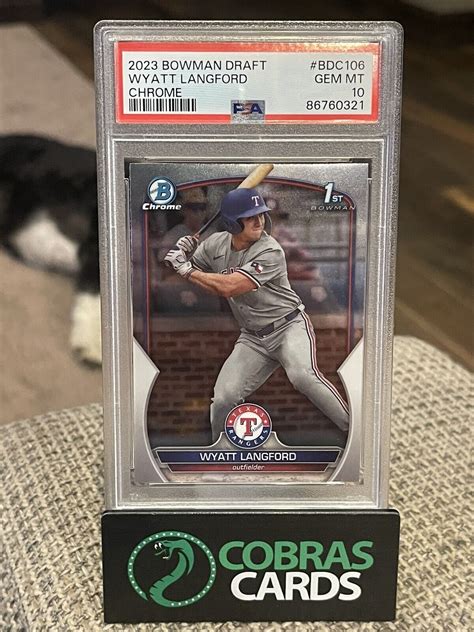 2023 BOWMAN DRAFT #BDC106
WYATT LANGFORD GEM MT
CHROME 10
PSA 86760321
B
Chrome
1ST
BOWMAN
T
TEXAS
T
RANGERS
WYATT LANGFORD
outfielder
COBRAS
CARDS